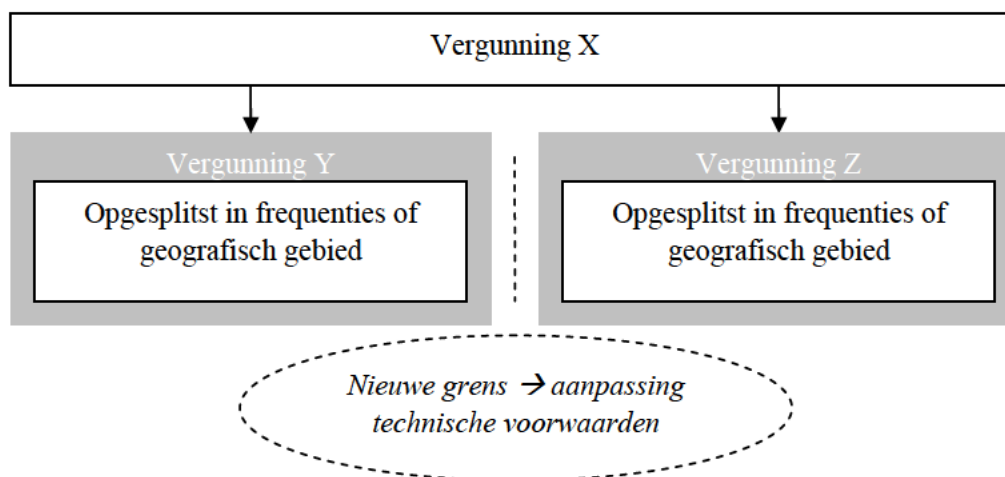 Vergunning X
Vergunning Y
Opgesplitst in frequenties of
geografisch gebied
Vergunning Z
Opgesplitst in frequenties of
geografisch gebied
Nieuwe grens → aanpassing
technische voorwaarden